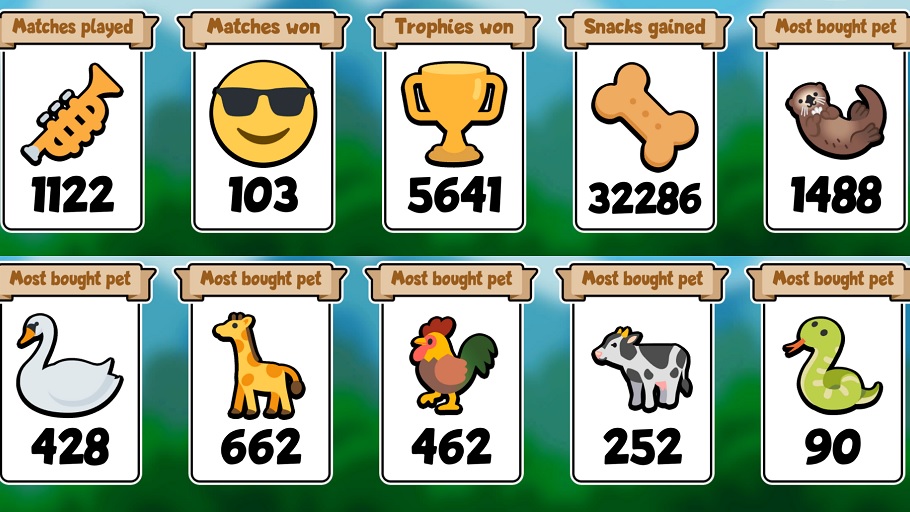 Matches played
Matches won
Trophies won
Snacks gained
Most bought pet
1122
103
5641
32286
1488
Most bought pet
Most bought pet
Most bought pet
Most bought pet
Most bought pet
428
662
462
252
90